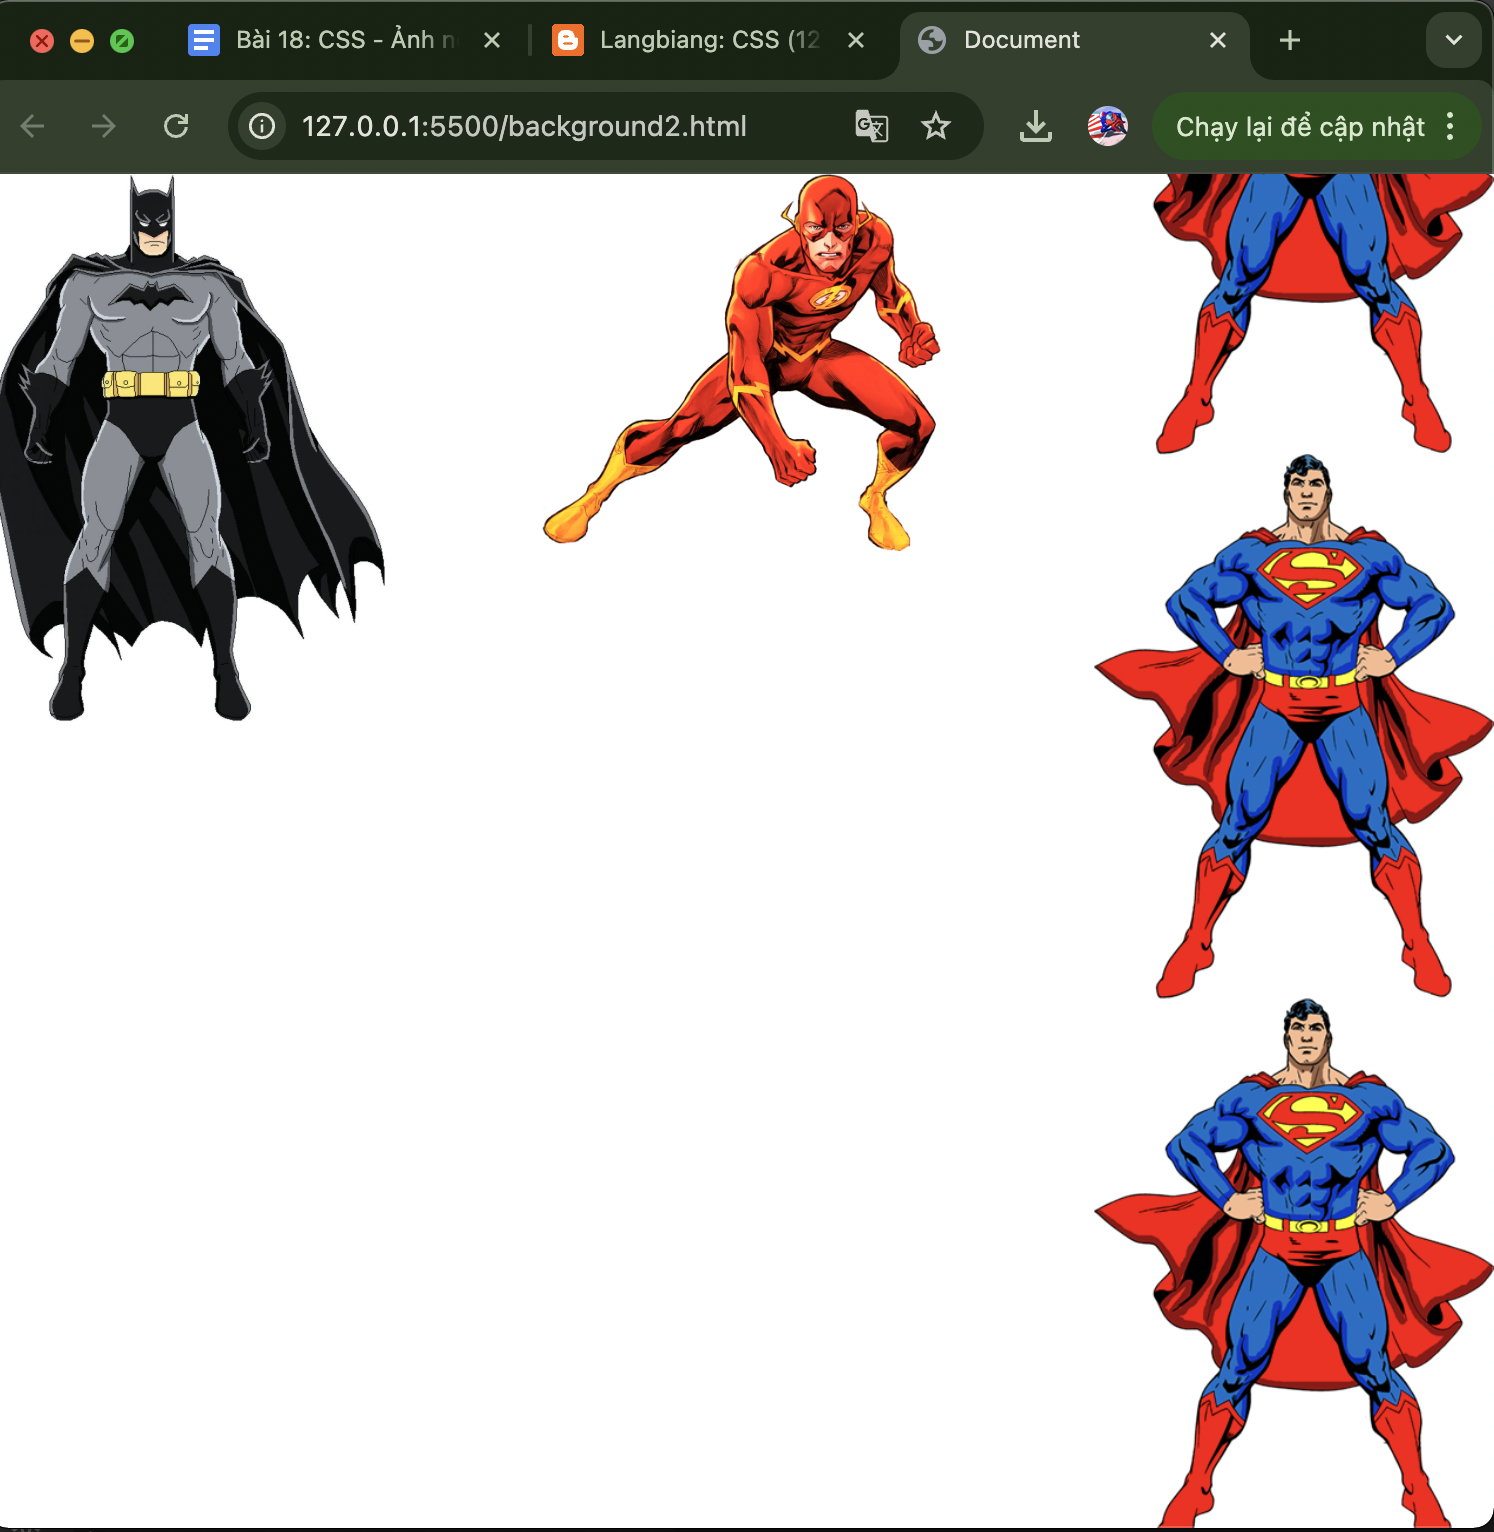 Bài 18: CSS - Ảnh n
Langbiang: CSS (12
Document
127.0.0.1:5500/background2.html
Chạy lại để cập nhật